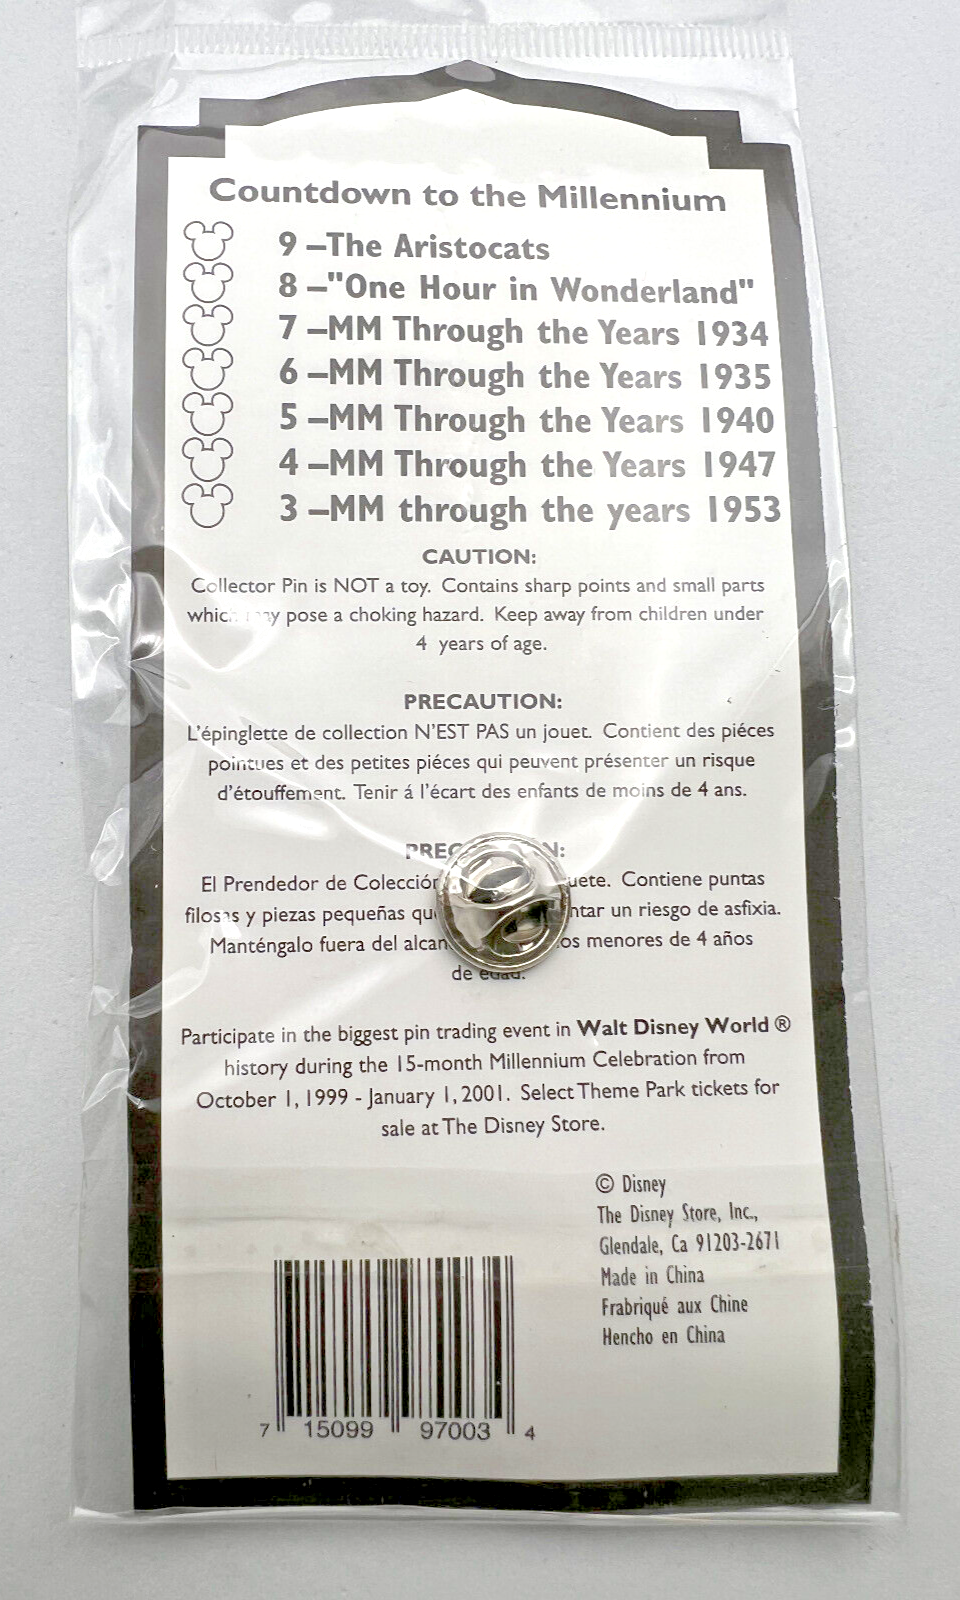 Countdown to the Millennium
9 –The Aristocats
8 –"One Hour in Wonderland"
7 –MM Through the Years 1934
6 –MM Through the Years 1935
5 –MM Through the Years 1940
4 –MM Through the Years 1947
3 –MM through the years 1953
CAUTION:
Collector Pin is NOT a toy. Contains sharp points and small parts
which may pose a choking hazard. Keep away from children under
4 years of age.
PRECAUTION:
L'épinglette de collection N'EST PAS un jouet. Contient des piéces
pointues et des petites piéces qui peuvent présenter un risque
d'étouffement. Tenir á l'écart des enfants de moins de 4 ans.
El Prendedor de Colección Contiene puntas
filosas y piezas pequeñas un riesgo de asfixia.
Manténgalo fuera del menores de 4 años
de edad.
Participate in the biggest pin trading event in Walt Disney World ®
history during the 15-month Millennium Celebration from
October 1, 1999 - January 1, 2001. Select Theme Park tickets for
sale at The Disney Store.
© Disney
The Disney Store, Inc.,
Glendale, Ca 91203-2671
Made in China
Frabriqué aux Chine
Hencho en China
7 15099 97003 4